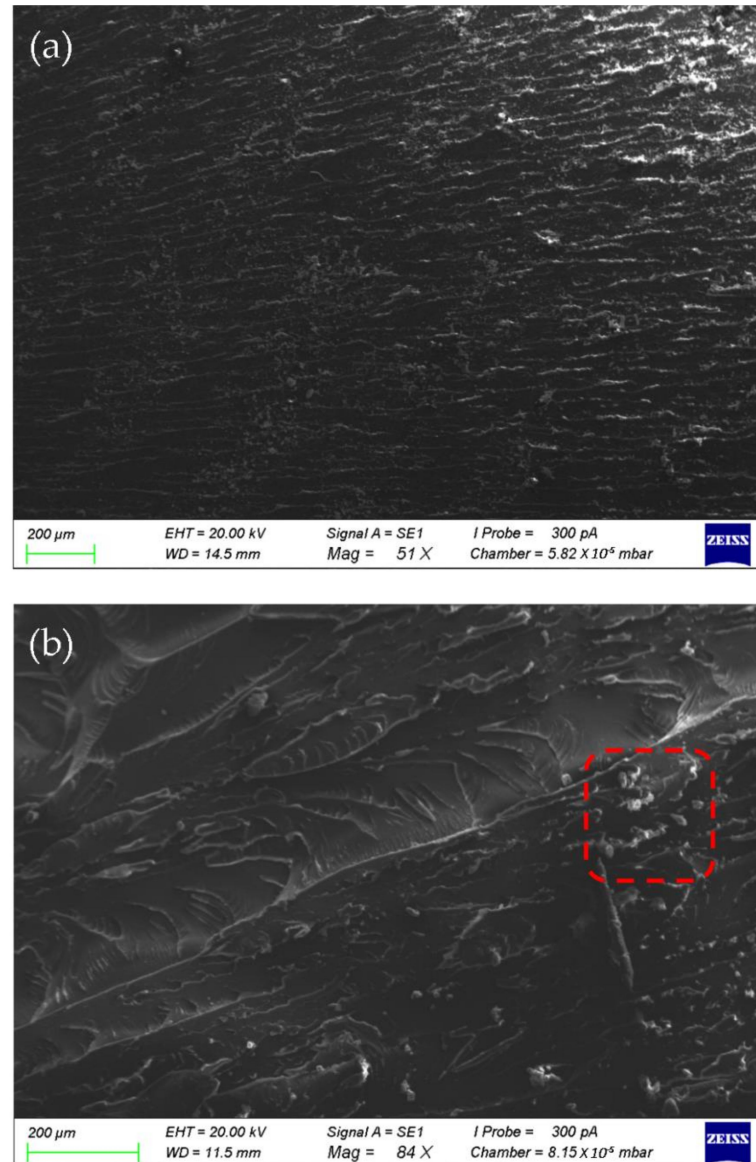 (a)
200 µm EHT = 20.00 kV Signal A = SE1 I Probe = 300 pA ZEISS
WD = 14.5 mm Mag = 51 X Chamber = 5.82 X 10⁻⁵ mbar
(b)
200 µm EHT = 20.00 kV Signal A = SE1 I Probe = 300 pA ZEISS
WD = 11.5 mm Mag = 84 X Chamber = 8.15 X 10⁻⁵ mbar